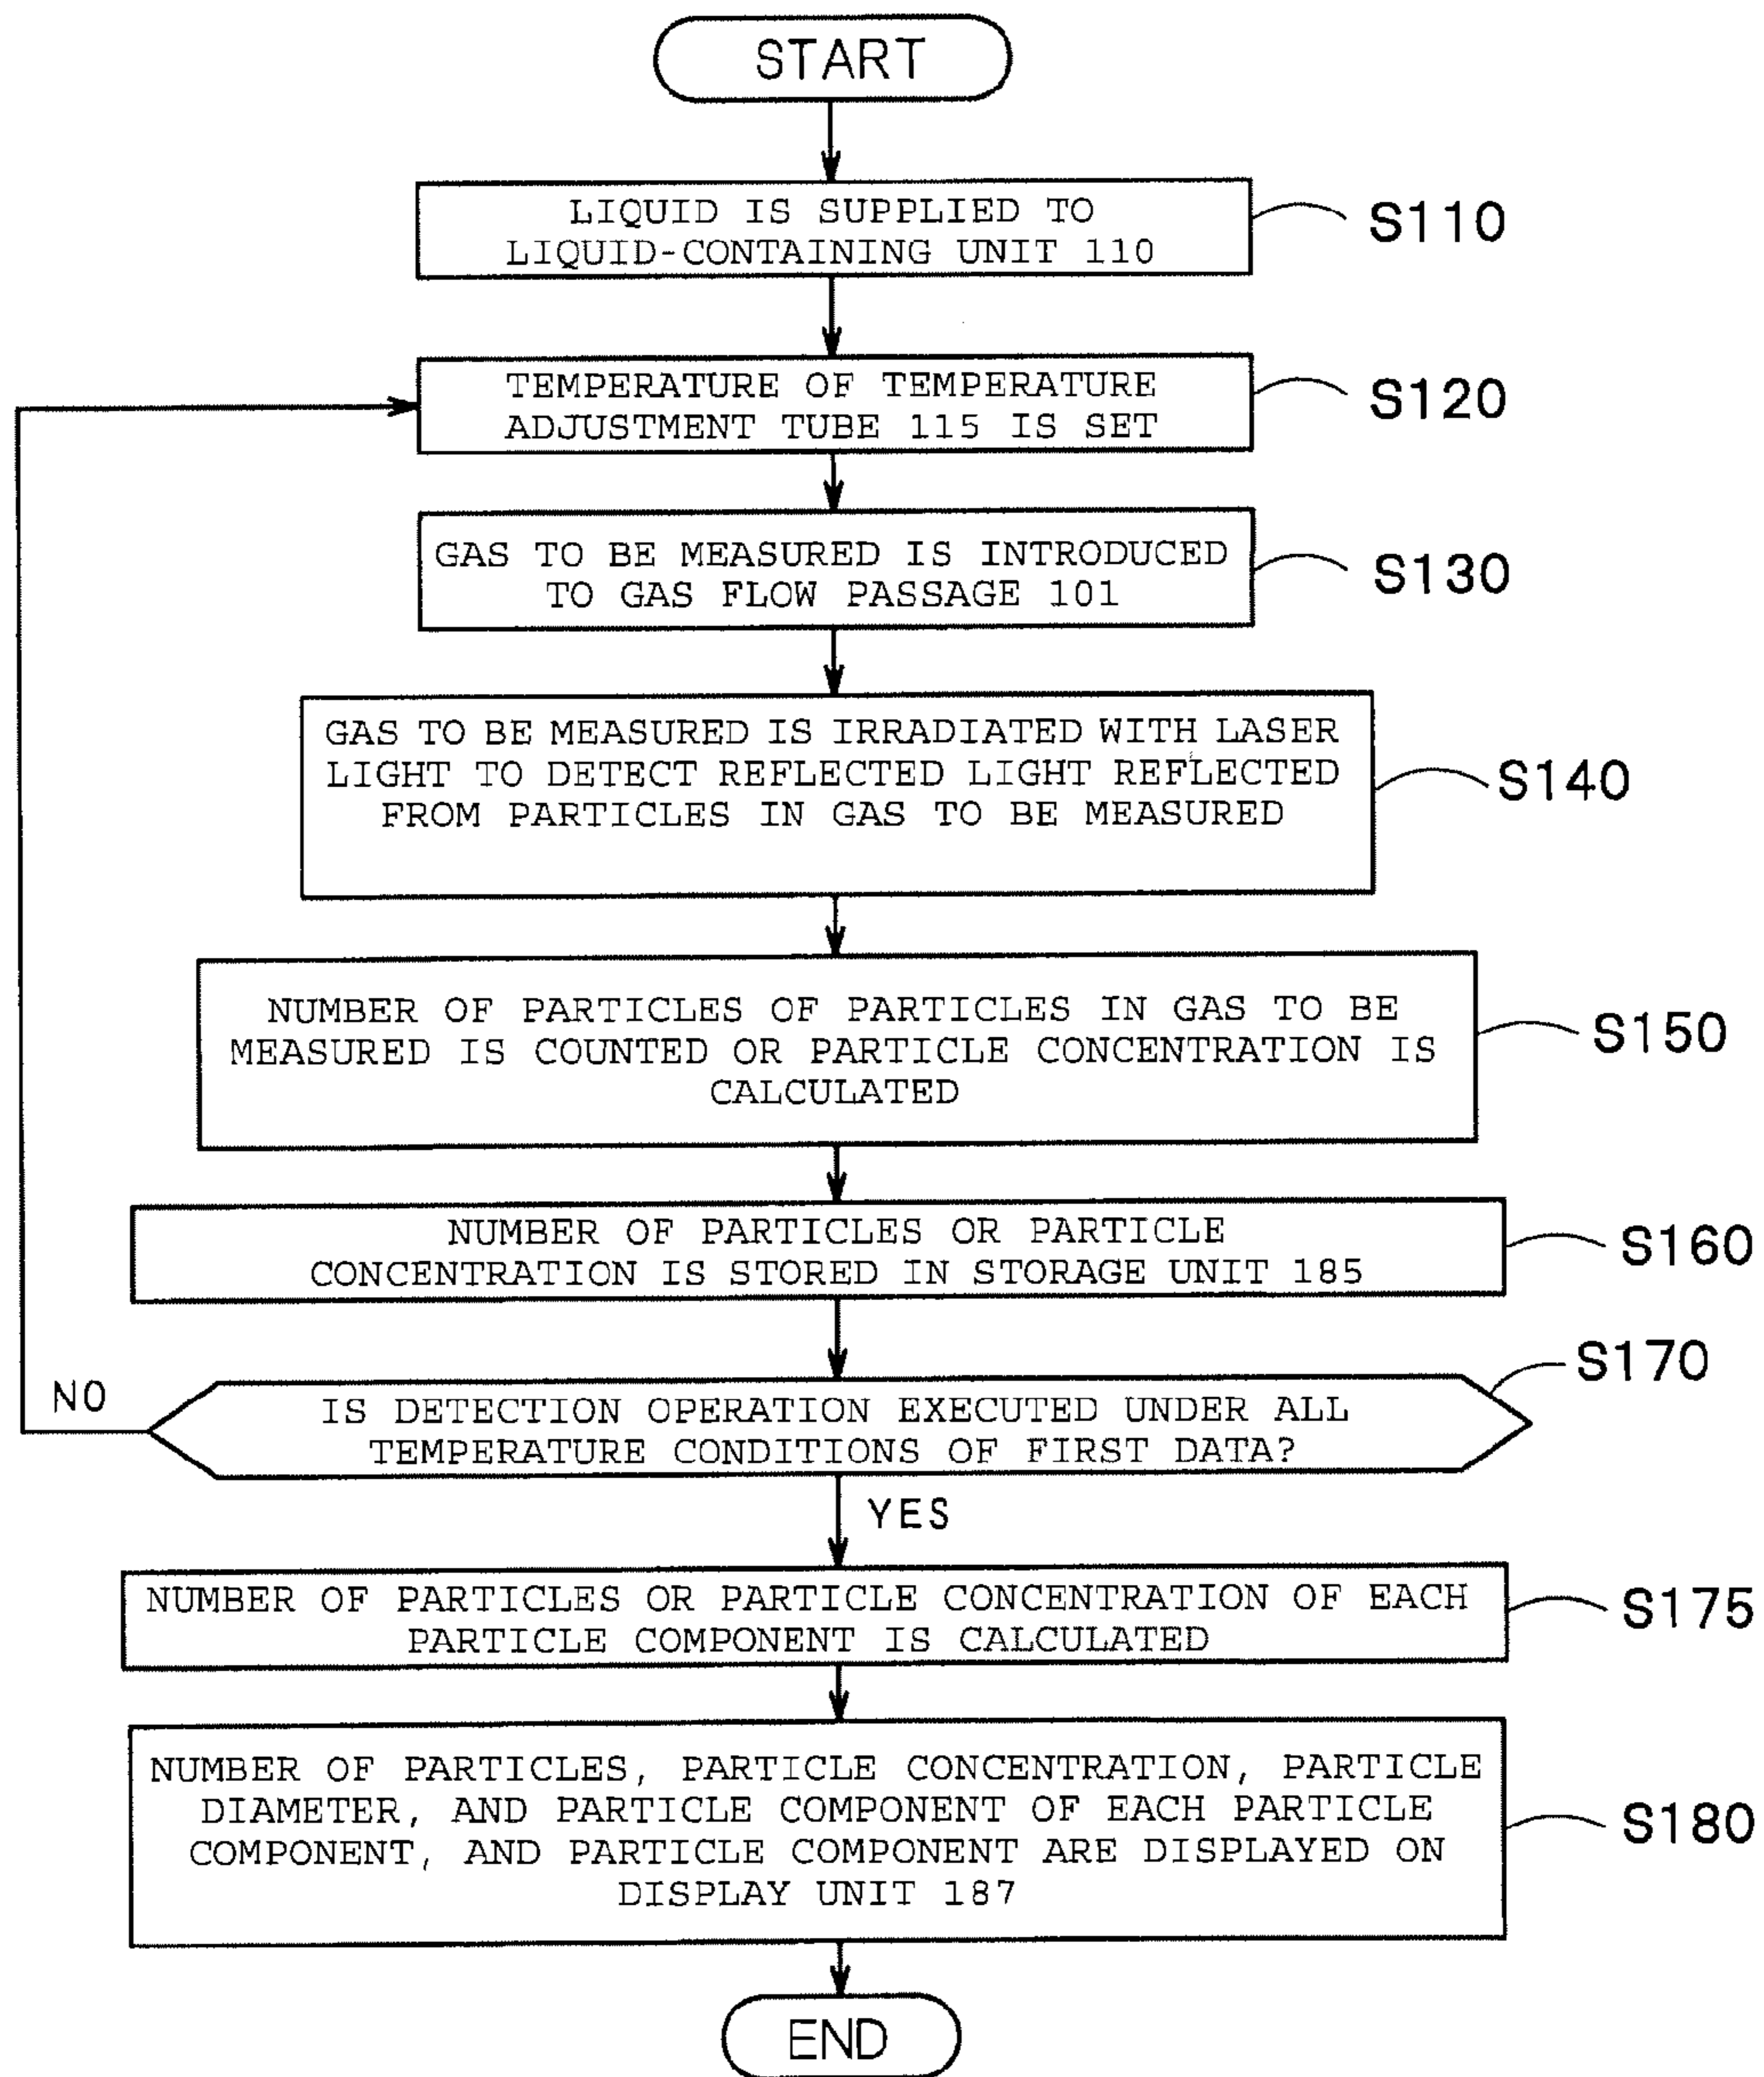 START
LIQUID IS SUPPLIED TO
LIQUID-CONTAINING UNIT 110
S110
TEMPERATURE OF TEMPERATURE
ADJUSTMENT TUBE 115 IS SET
S120
GAS TO BE MEASURED IS INTRODUCED
TO GAS FLOW PASSAGE 101
S130
GAS TO BE MEASURED IS IRRADIATED WITH LASER
LIGHT TO DETECT REFLECTED LIGHT REFLECTED
FROM PARTICLES IN GAS TO BE MEASURED
S140
NUMBER OF PARTICLES OF PARTICLES IN GAS TO BE
MEASURED IS COUNTED OR PARTICLE CONCENTRATION IS
CALCULATED
S150
NUMBER OF PARTICLES OR PARTICLE
CONCENTRATION IS STORED IN STORAGE UNIT 185
S160
IS DETECTION OPERATION EXECUTED UNDER ALL
TEMPERATURE CONDITIONS OF FIRST DATA?
S170
NO
YES
NUMBER OF PARTICLES OR PARTICLE CONCENTRATION OF EACH
PARTICLE COMPONENT IS CALCULATED
S175
NUMBER OF PARTICLES, PARTICLE CONCENTRATION, PARTICLE
DIAMETER, AND PARTICLE COMPONENT OF EACH PARTICLE
COMPONENT, AND PARTICLE COMPONENT ARE DISPLAYED ON
DISPLAY UNIT 187
S180
END